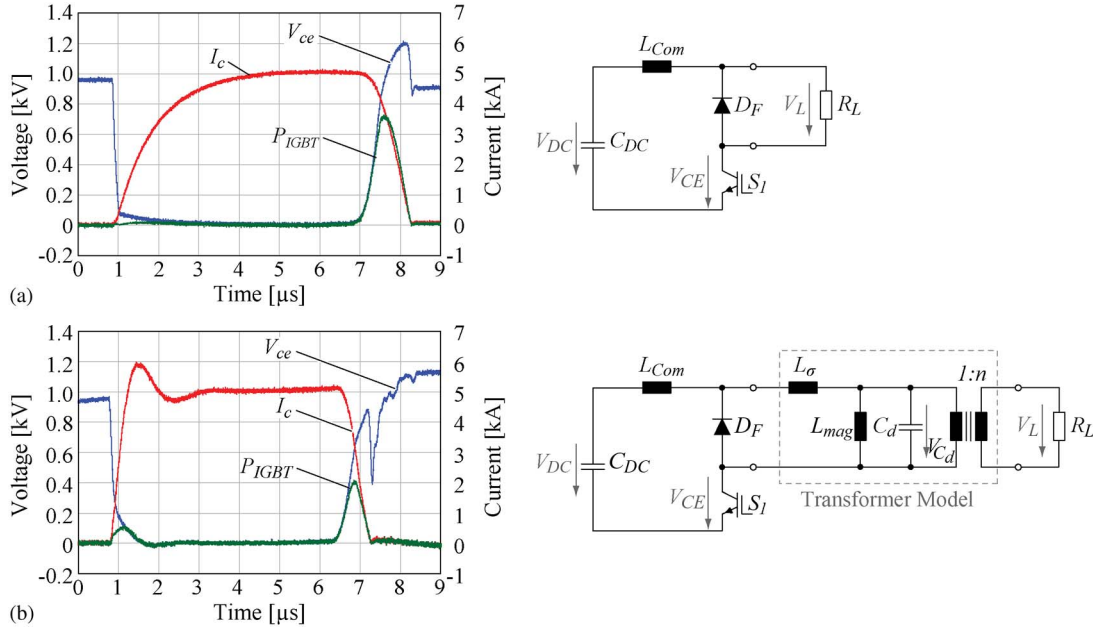 (a)
Voltage [kV]
1.4
1.2
1.0
0.8
0.6
0.4
0.2
0
-0.2
Current [kA]
7
6
5
4
3
2
1
0
-1
V_ce
I_c
P_IGBT
0 1 2 3 4 5 6 7 8 9
Time [µs]
L_Com
V_DC
C_DC
D_F
V_L
R_L
V_CE
S_1
(b)
Voltage [kV]
1.4
1.2
1.0
0.8
0.6
0.4
0.2
0
-0.2
Current [kA]
7
6
5
4
3
2
1
0
-1
V_ce
I_c
P_IGBT
0 1 2 3 4 5 6 7 8 9
Time [µs]
L_Com
L_σ
1:n
V_DC
C_DC
D_F
L_mag
C_d
V_Cd
V_L
R_L
V_CE
S_1
Transformer Model